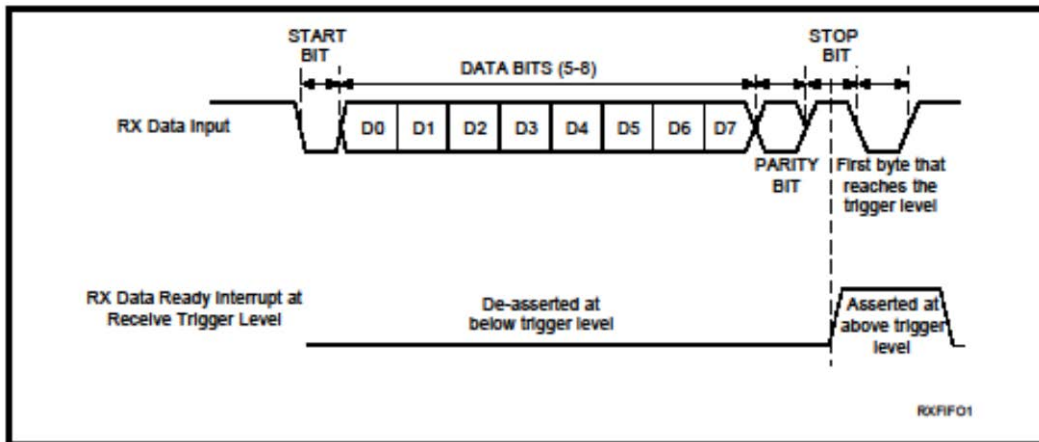 START
BIT
STOP
BIT
DATA BITS (5-8)
RX Data Input
D0 D1 D2 D3 D4 D5 D6 D7
PARITY
BIT
First byte that
reaches the
trigger level
RX Data Ready Interrupt at
Receive Trigger Level
De-asserted at
below trigger level
Asserted at
above trigger
level
RXFIFO1